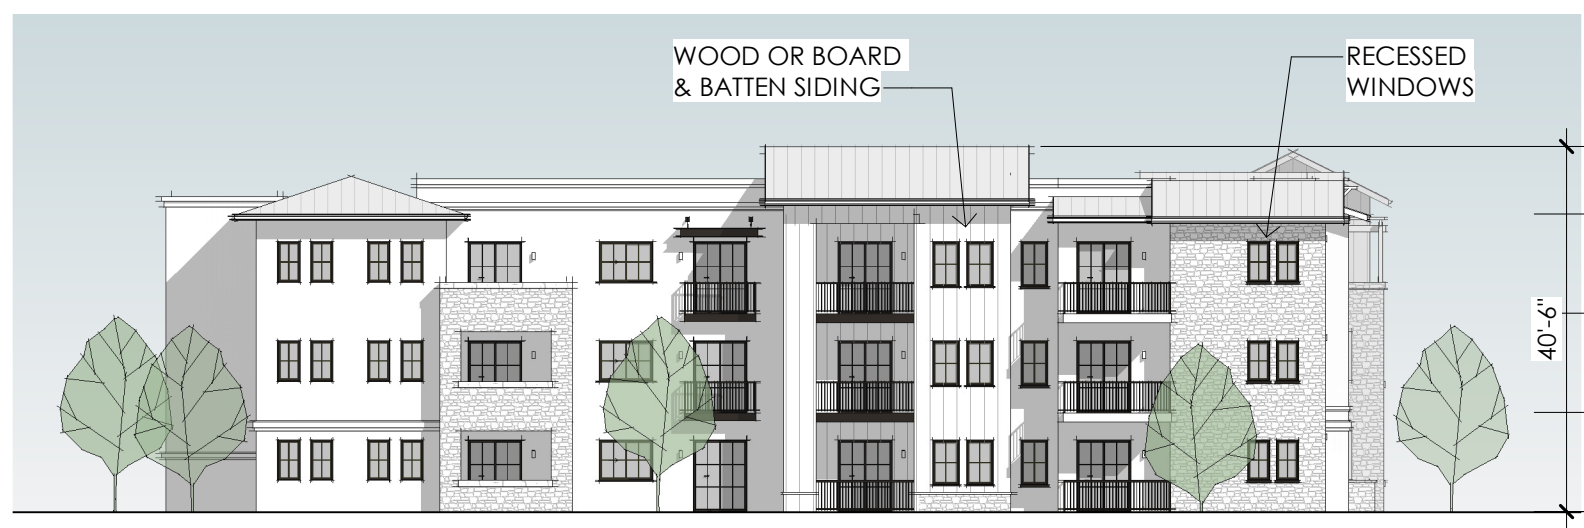 WOOD OR BOARD
& BATTEN SIDING
RECESSED
WINDOWS
40'-6"